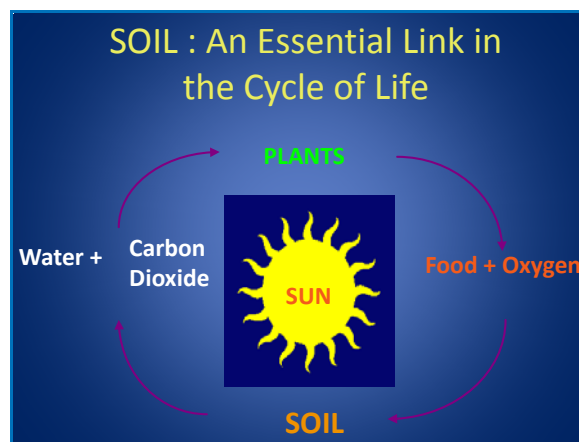 SOIL : An Essential Link in
the Cycle of Life
PLANTS
Water +
Carbon
Dioxide
SUN
Food + Oxygen
SOIL